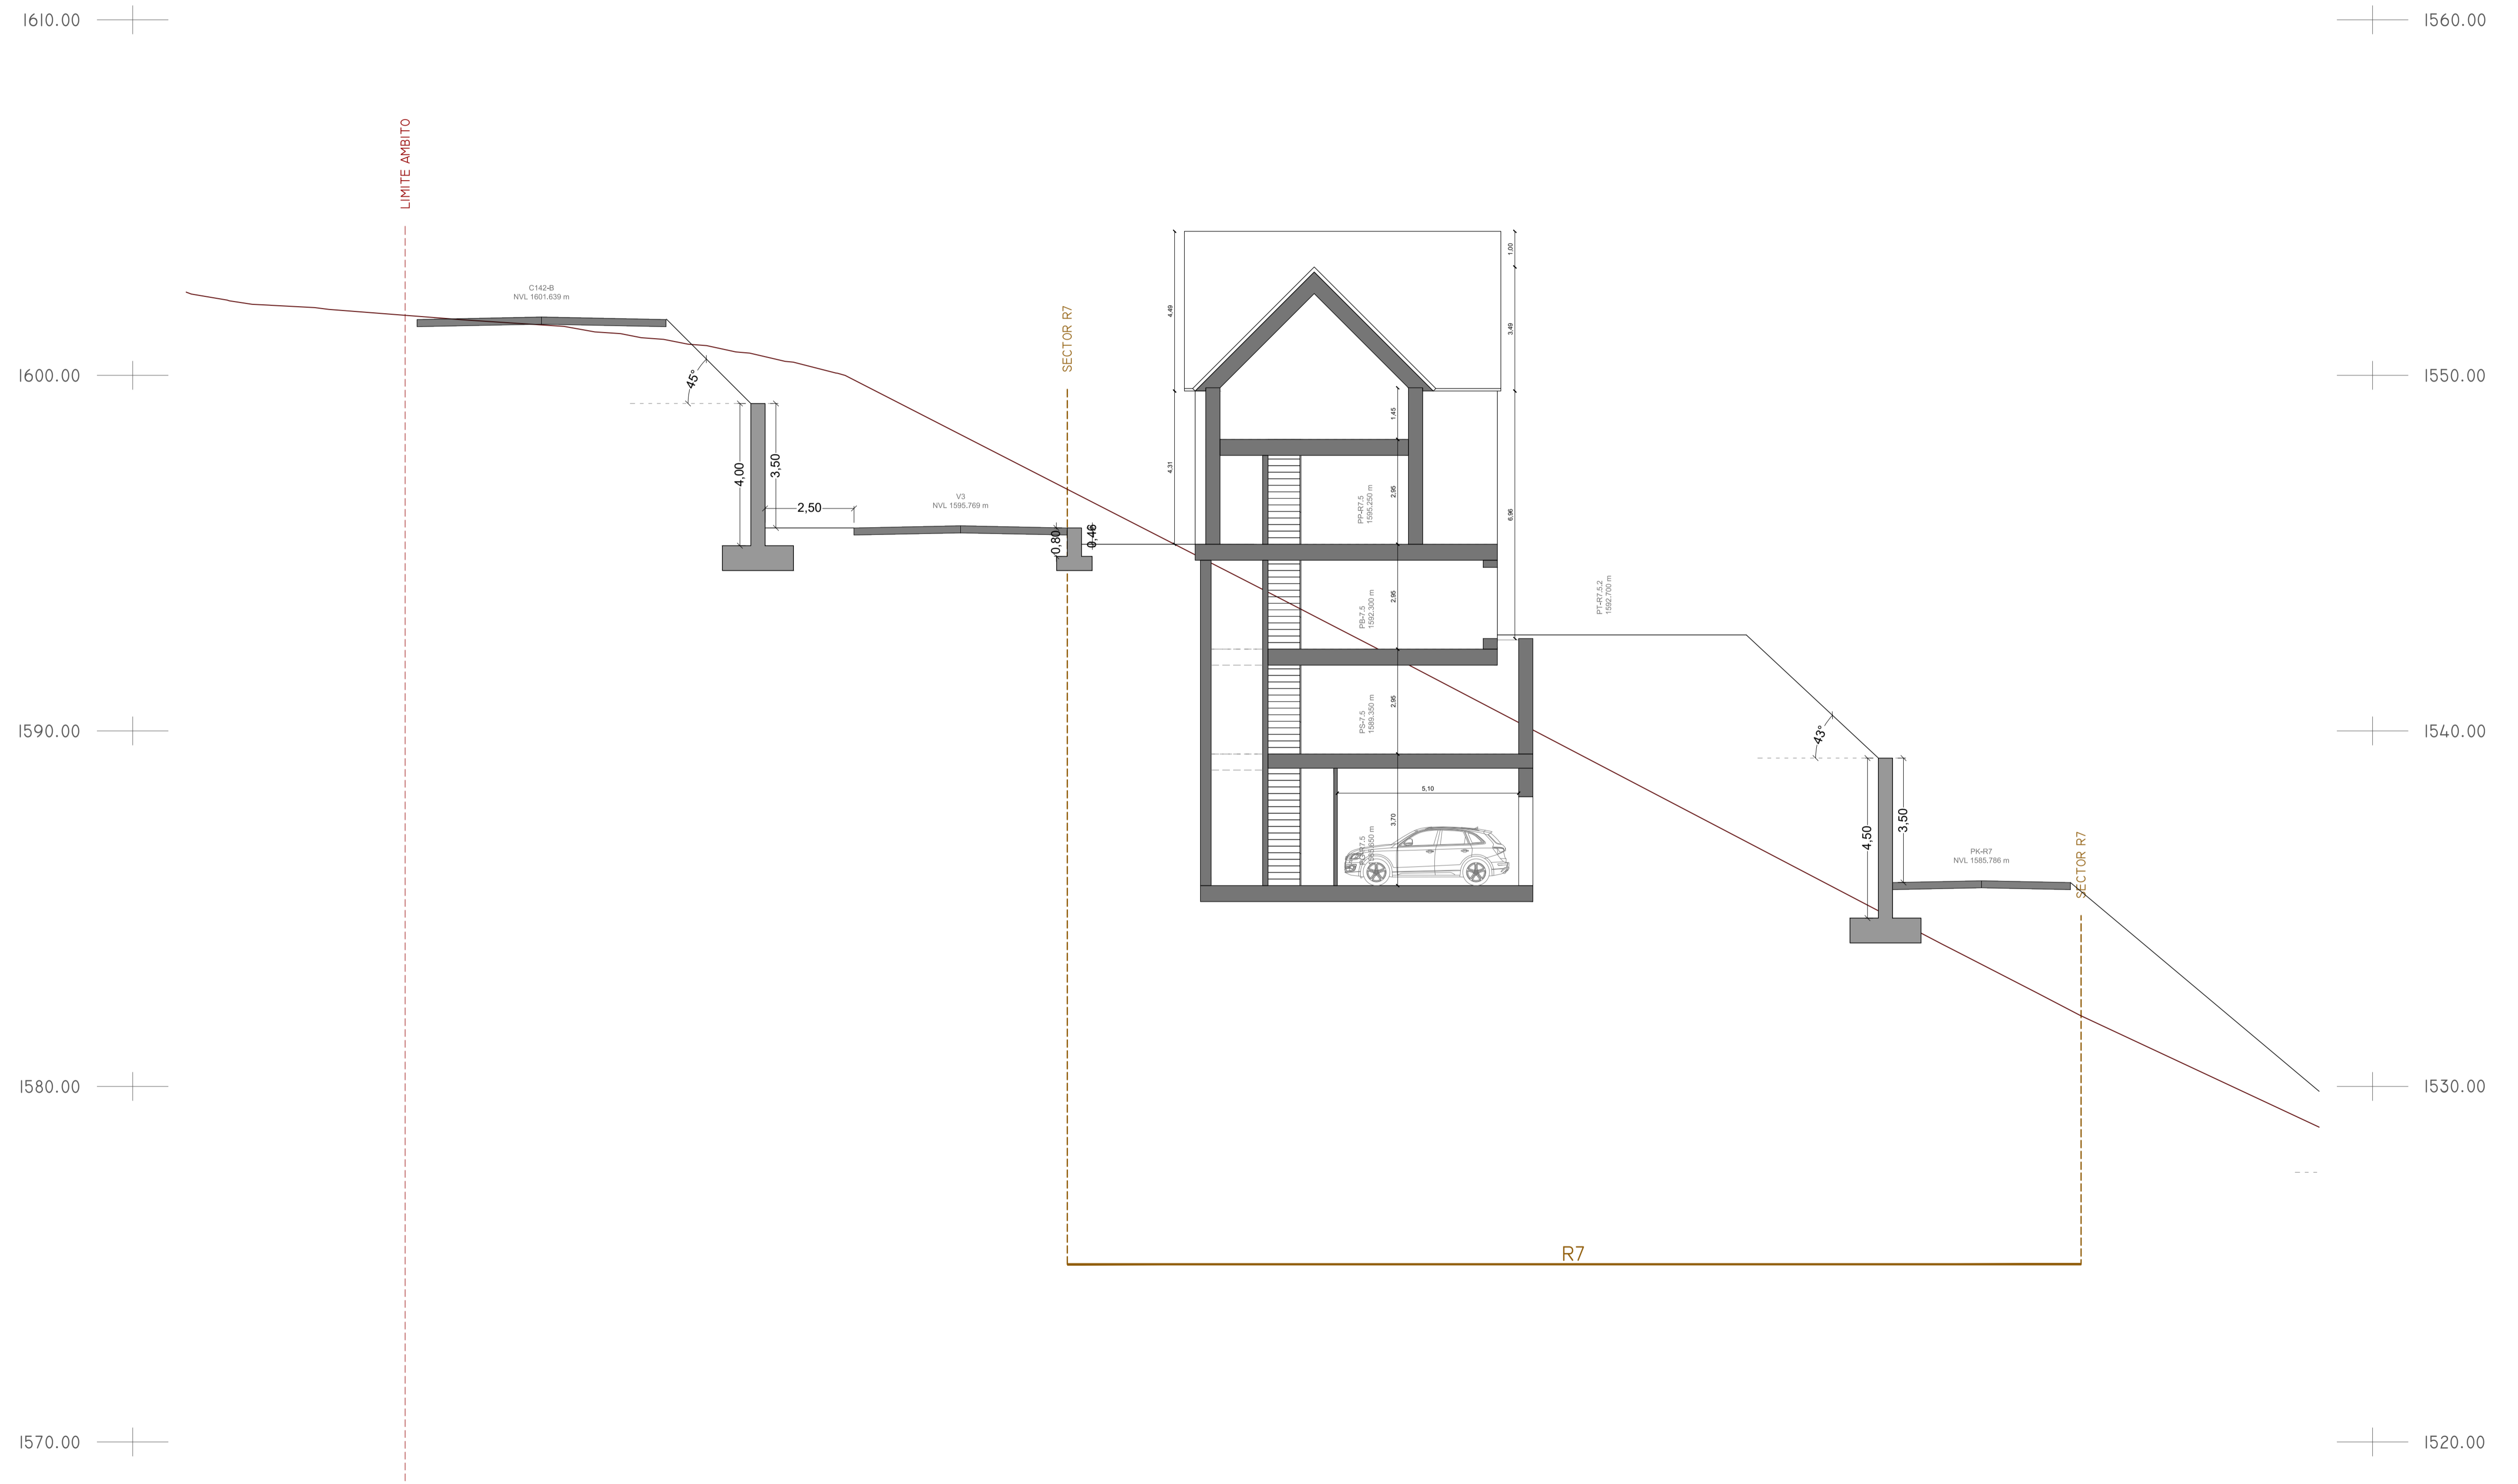 1610.00
1560.00
LIMITE AMBITO
C142-B
NVL 1601.639 m
SECTOR R7
1,00
4,49
3,49
1600.00
1550.00
45°
4,00
3,50
1,45
4,31
2,95
PP-R7.5
1595.250 m
6,96
V3
NVL 1595.769 m
2,50
0,80
0,46
2,95
PB-7.5
1592.300 m
PT-R7.5.2
1592.700 m
2,95
PS-7.5
1589.350 m
1590.00
1540.00
43°
5,10
3,70
4,50
3,50
PK-R7
NVL 1585,786 m
SECTOR R7
1580.00
1530.00
R7
1570.00
1520.00